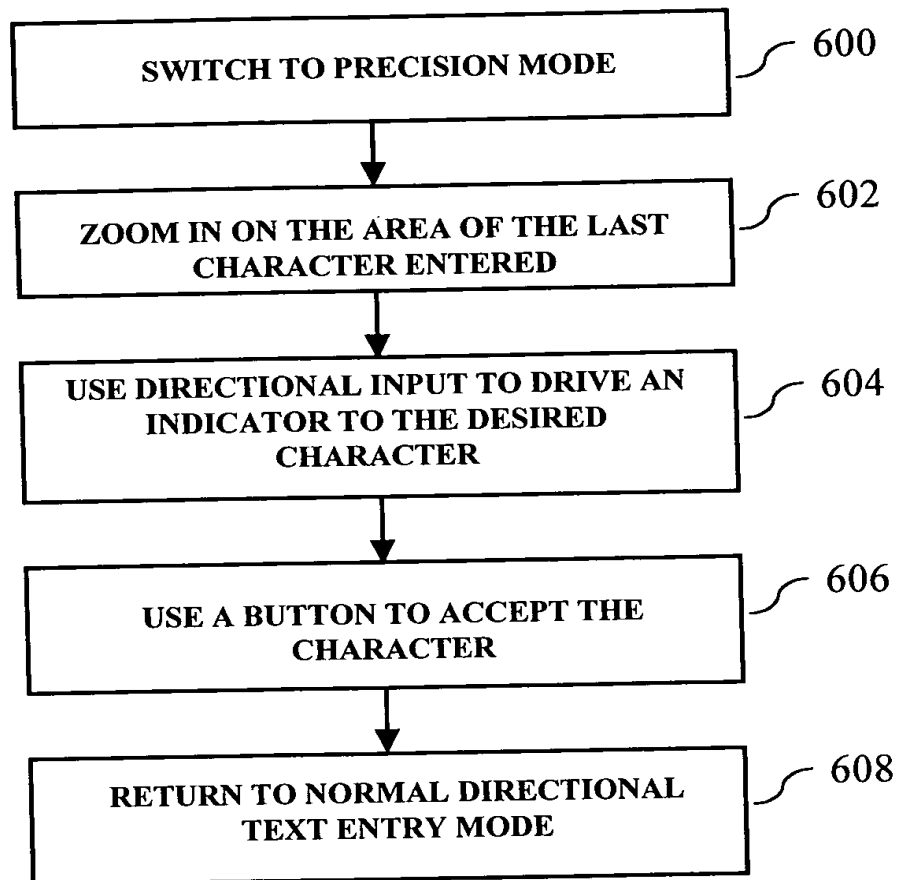 SWITCH TO PRECISION MODE
600
ZOOM IN ON THE AREA OF THE LAST
CHARACTER ENTERED
602
USE DIRECTIONAL INPUT TO DRIVE AN
INDICATOR TO THE DESIRED
CHARACTER
604
USE A BUTTON TO ACCEPT THE
CHARACTER
606
RETURN TO NORMAL DIRECTIONAL
TEXT ENTRY MODE
608